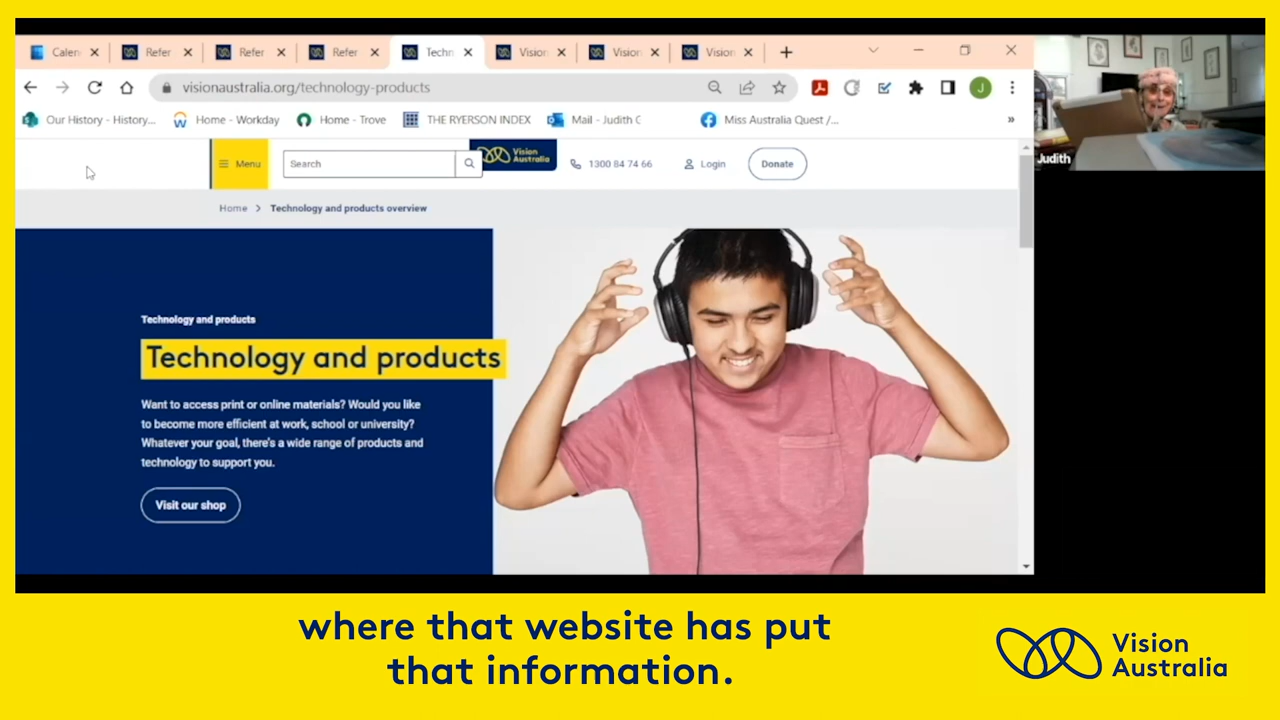 Calen
Refer
Refer
Refer
Techn
Vision
Vision
Vision
visionaustralia.org/technology-products
J
Our History - History...
Home - Workday
Home - Trove
THE RYERSON INDEX
Mail - Judith C
Miss Australia Quest /...
»
Menu
Search
Vision
Australia
1300 84 74 66
Login
Donate
Judith
Home > Technology and products overview
Technology and products
Technology and products
Want to access print or online materials? Would you like
to become more efficient at work, school or university?
Whatever your goal, there's a wide range of products and
technology to support you.
Visit our shop
where that website has put
that information.
Vision
Australia